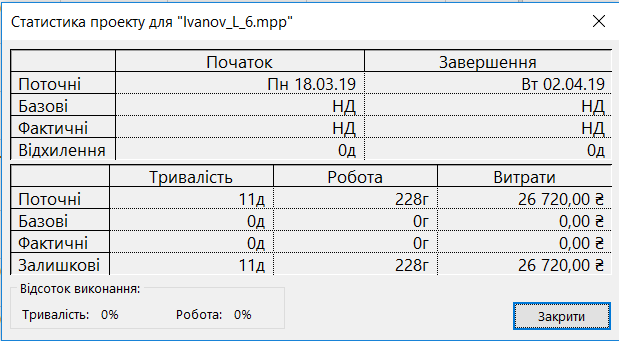 Статистика проекту для "Ivanov_L_6.mpp"
Початок Завершення
Поточні Пн 18.03.19 Вт 02.04.19
Базові НД НД
Фактичні НД НД
Відхилення 0д 0д
Тривалість Робота Витрати
Поточні 11д 228г 26 720,00 ₴
Базові 0д 0г 0,00 ₴
Фактичні 0д 0г 0,00 ₴
Залишкові 11д 228г 26 720,00 ₴
Відсоток виконання:
Тривалість: 0% Робота: 0%
Закрити